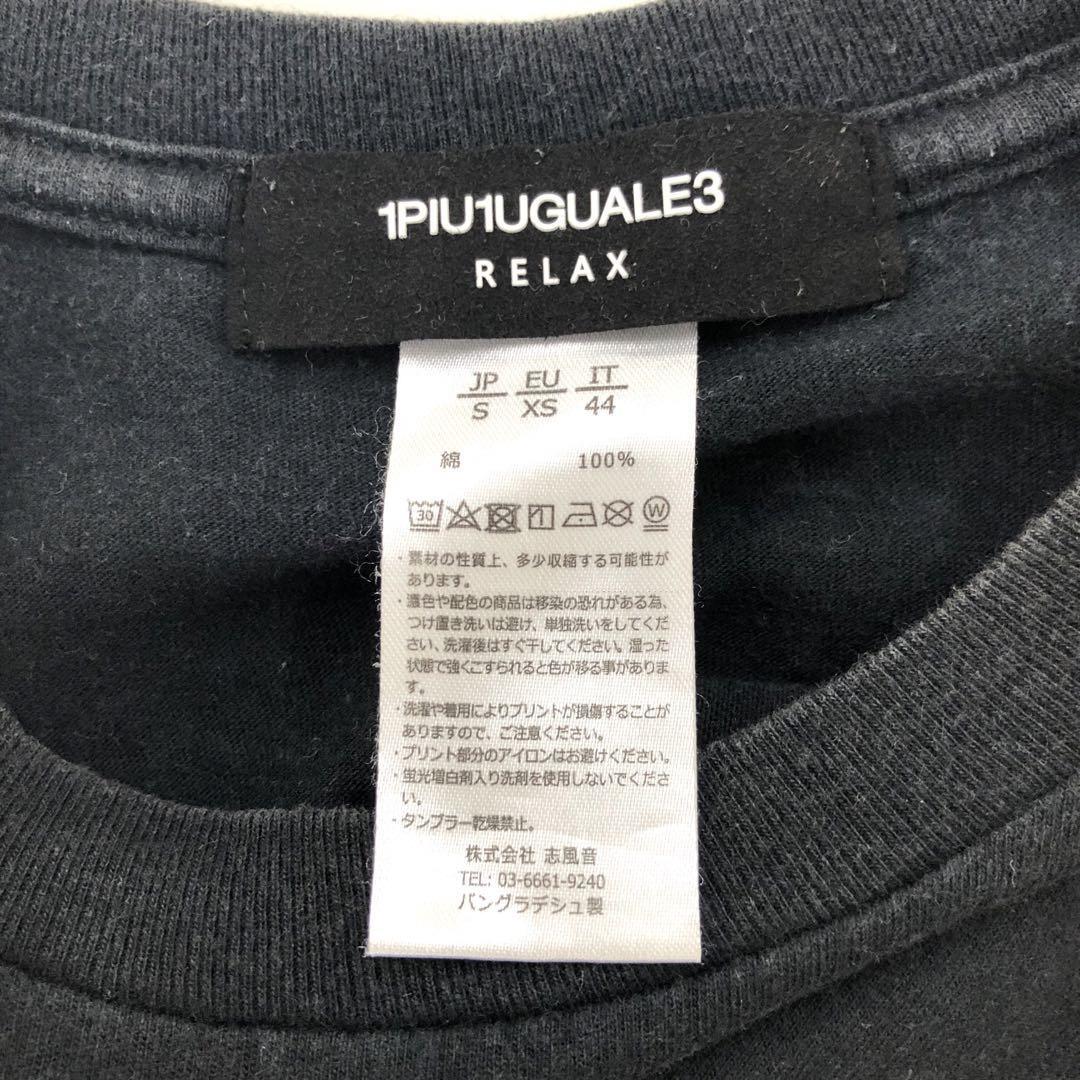 1PIU1UGUALE3
RELAX
JP EU IT
S XS 44
綿 100%
30 W
・素材の性質上、多少収縮する可能性が
あります。
・濃色や配色の商品は移染の恐れがある為、
つけ置き洗いは避け、単独洗いをしてくだ
さい、洗濯後はすぐ干してください。湿った
状態で強くこすられると色が移る事がありま
す。
・洗濯や着用によりプリントが損傷することが
ありますので、ご注意ください。
・プリント部分のアイロンはお避けください。
・蛍光増白剤入り洗剤を使用しないでくださ
い。
・タンブラー乾燥禁止。
株式会社 志風音
TEL: 03-6661-9240
バングラデシュ製